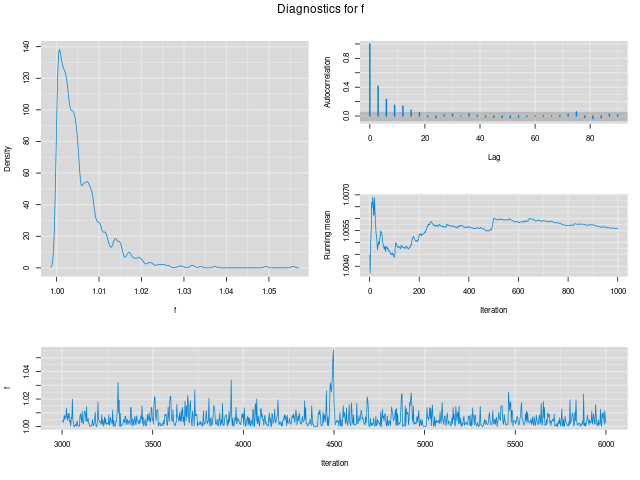 Diagnostics for f
Density
0 20 40 60 80 100 120 140
1.00 1.01 1.02 1.03 1.04 1.05
f
Autocorrelation
0.0 0.4 0.8
0 20 40 60 80
Lag
Running mean
1.0040 1.0055 1.0070
0 200 400 600 800 1000
Iteration
f
1.00 1.02 1.04
3000 3500 4000 4500 5000 5500 6000
Iteration